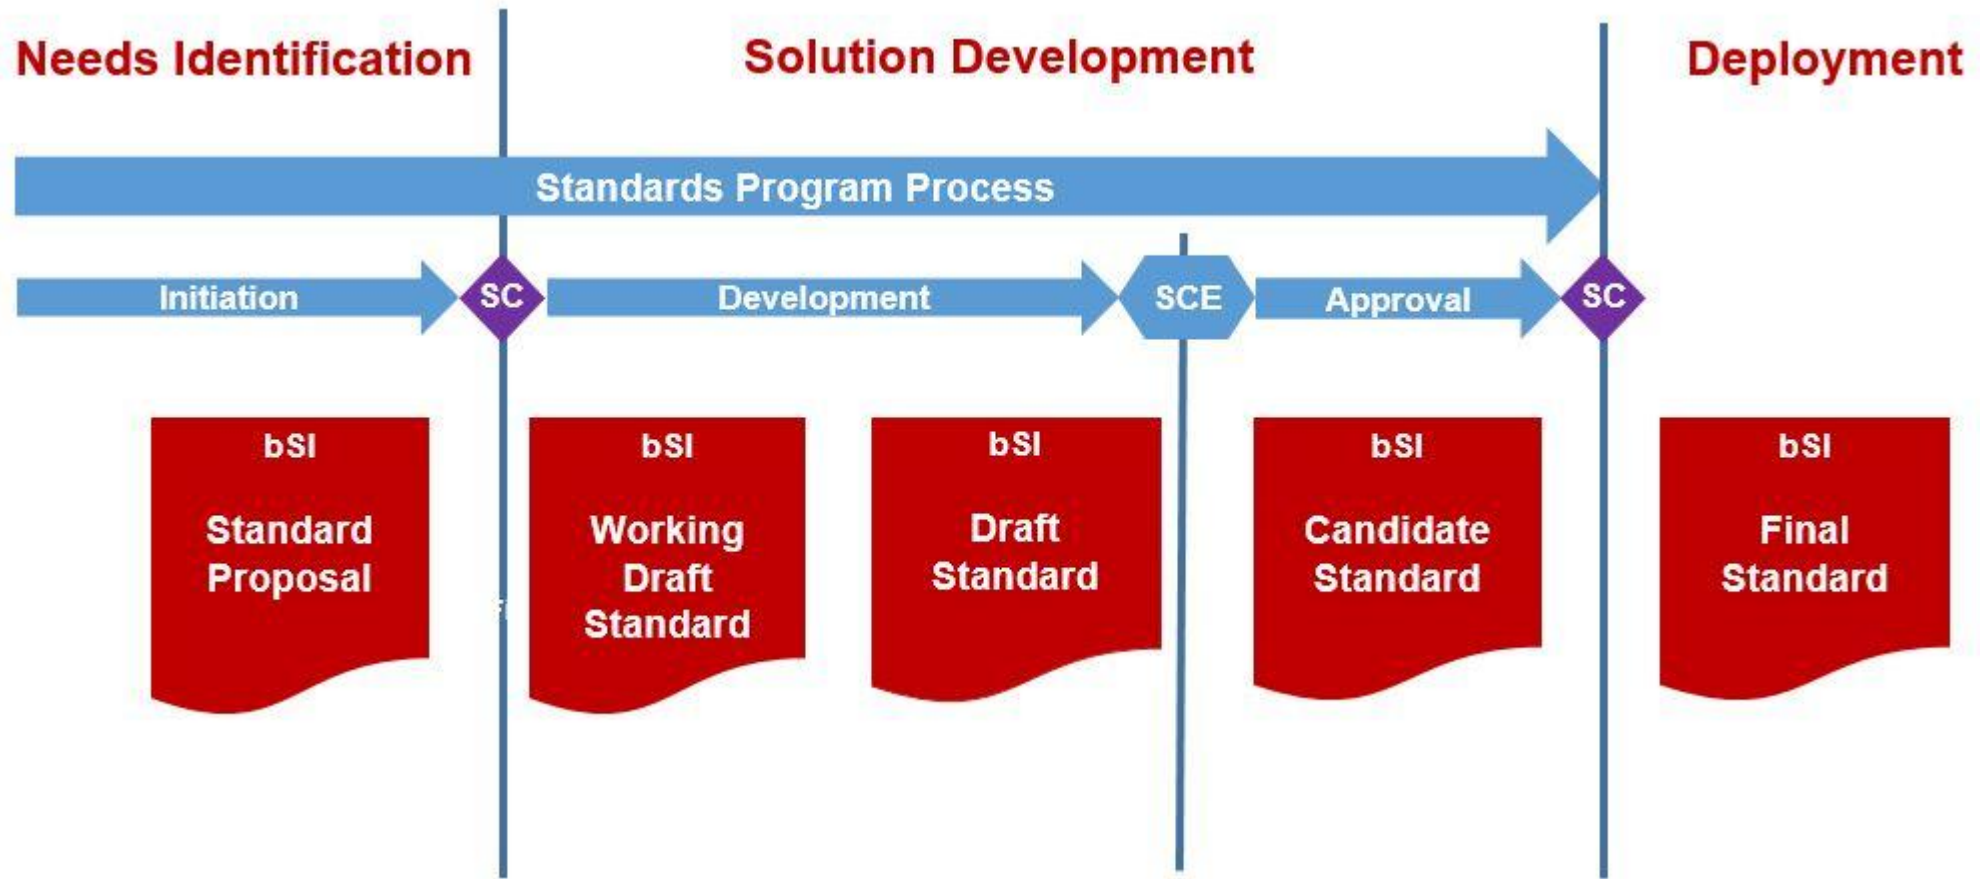 Needs Identification
Solution Development
Deployment
Standards Program Process
Initiation
SC
Development
SCE
Approval
SC
bSI
Standard
Proposal
bSI
Working
Draft
Standard
bSI
Draft
Standard
bSI
Candidate
Standard
bSI
Final
Standard